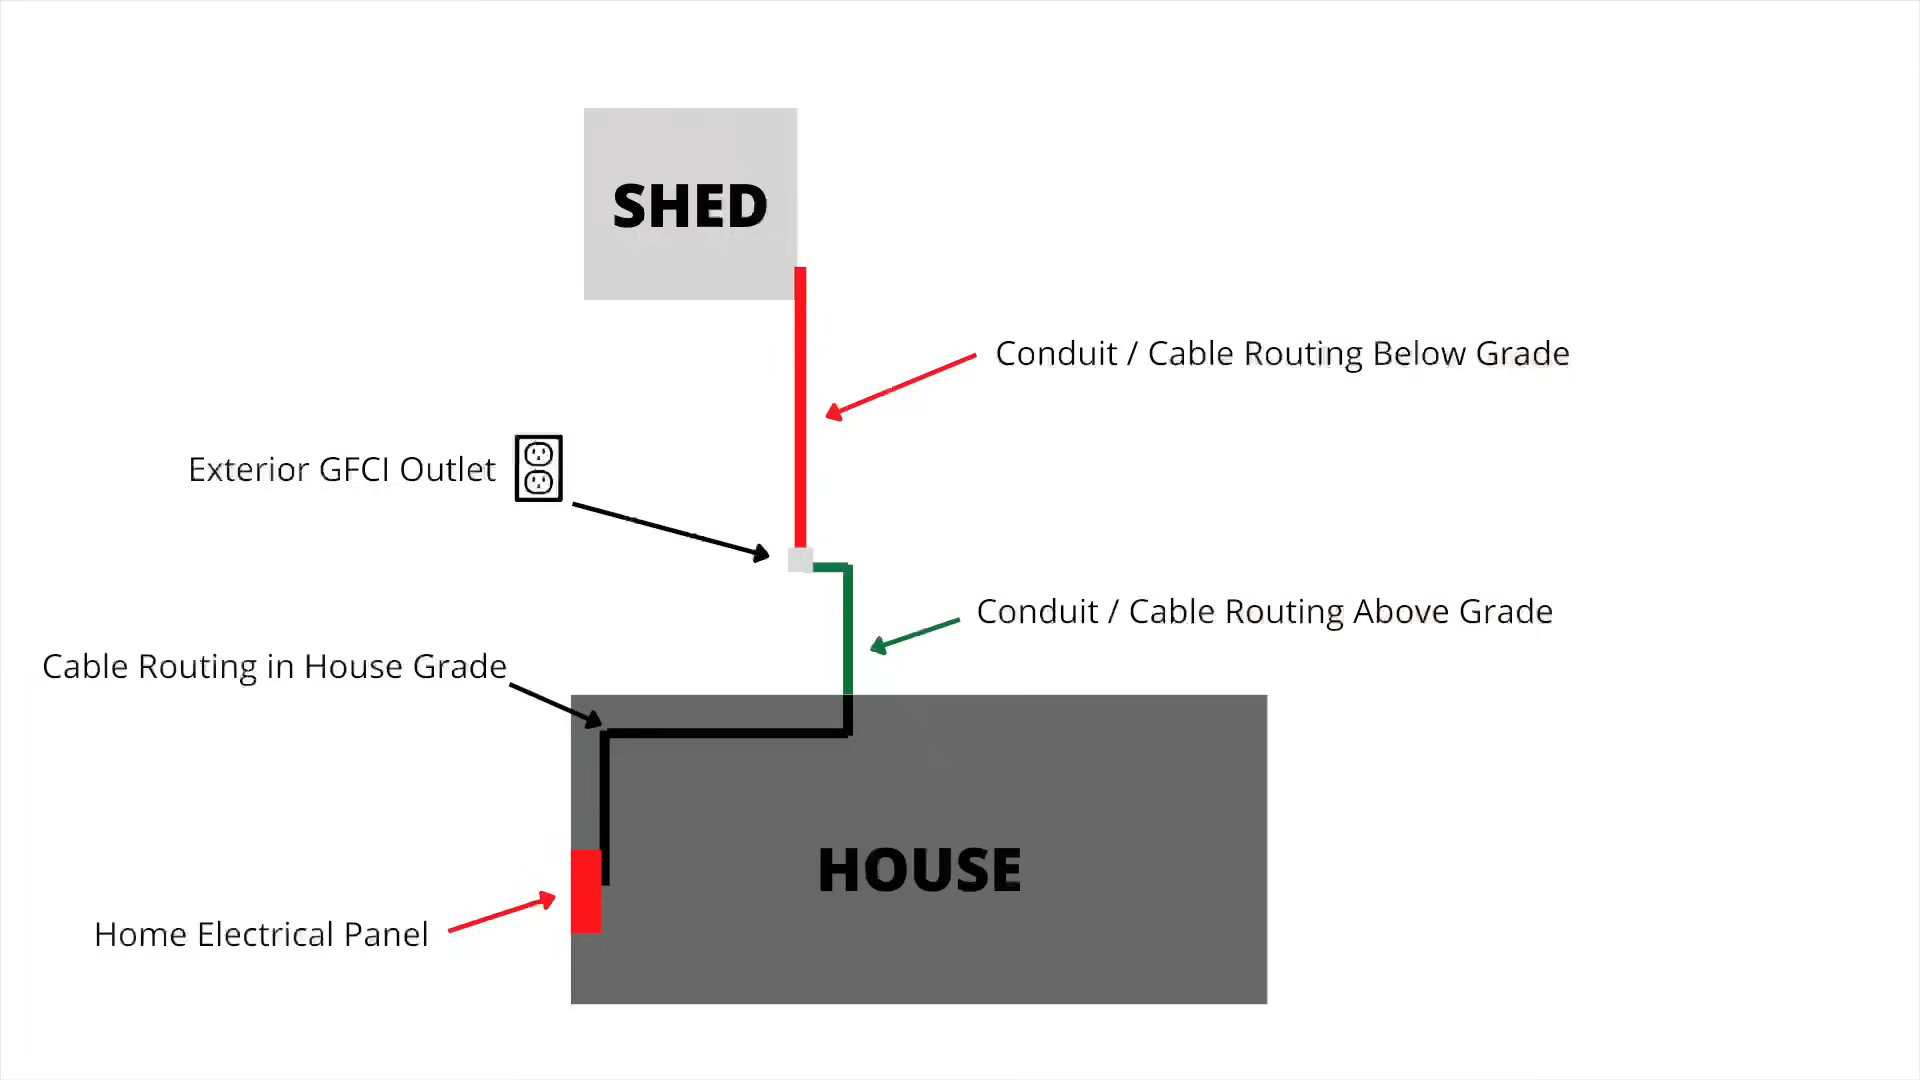 SHED
Conduit / Cable Routing Below Grade
Exterior GFCI Outlet
Conduit / Cable Routing Above Grade
Cable Routing in House Grade
HOUSE
Home Electrical Panel